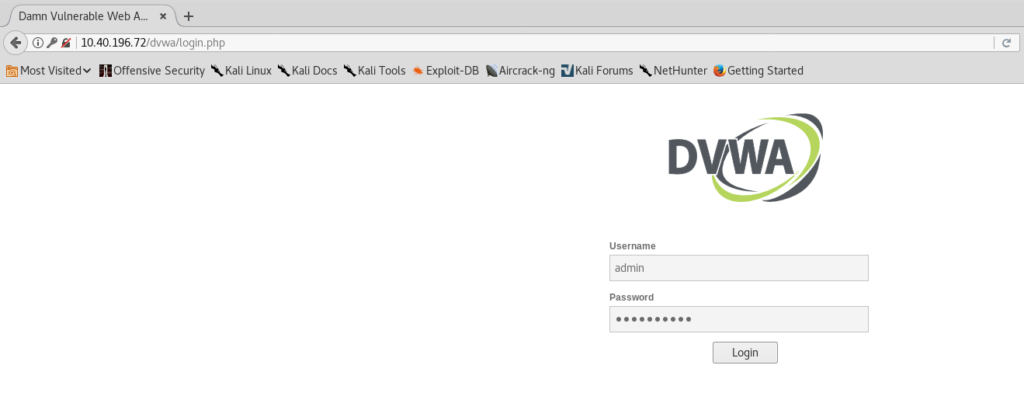 Damn Vulnerable Web A...
10.40.196.72/dvwa/login.php
Most Visited Offensive Security Kali Linux Kali Docs Kali Tools Exploit-DB Aircrack-ng Kali Forums NetHunter Getting Started
DVWA
Username
admin
Password
••••••••••
Login